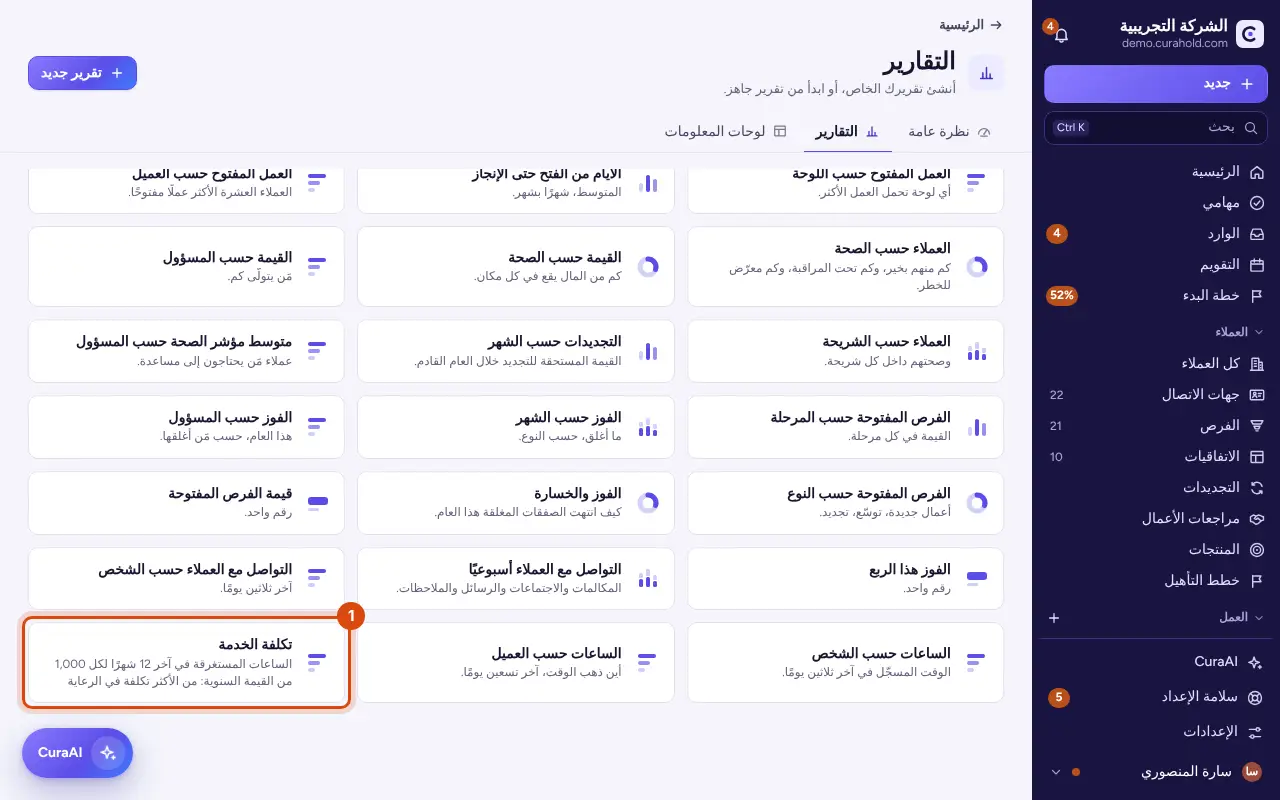 الشركة التجريبية
demo.curahold.com
4
جديد
بحث
Ctrl K
الرئيسية
مهامي
الوارد
4
التقويم
خطة البدء
52%
العملاء
كل العملاء
جهات الاتصال
22
الفرص
21
الاتفاقيات
10
التجديدات
مراجعات الأعمال
المنتجات
خطط التأهيل
العمل
CuraAI
سلامة الإعداد
5
الإعدادات
سا
سارة المنصوري
الرئيسية
التقارير
أنشئ تقريرك الخاص، أو ابدأ من تقرير جاهز.
تقرير جديد
نظرة عامة
التقارير
لوحات المعلومات
العمل المفتوح حسب اللوحة
أي لوحة تحمل العمل الأكثر.
الأيام من الفتح حتى الإنجاز
المتوسط، شهرًا بشهر.
العمل المفتوح حسب العميل
العملاء العشرة الأكثر عملًا مفتوحًا.
العملاء حسب الصحة
كم منهم بخير، وكم تحت المراقبة، وكم معرّض
للخطر.
القيمة حسب الصحة
كم من المال يقع في كل مكان.
القيمة حسب المسؤول
مَن يتولّى كم.
العملاء حسب الشريحة
وصحتهم داخل كل شريحة.
التجديدات حسب الشهر
القيمة المستحقة للتجديد خلال العام القادم.
متوسط مؤشر الصحة حسب المسؤول
عملاء مَن يحتاجون إلى مساعدة.
الفرص المفتوحة حسب المرحلة
القيمة في كل مرحلة.
الفوز حسب الشهر
ما أُغلق، حسب النوع.
الفوز حسب المسؤول
هذا العام، حسب مَن أغلقها.
الفرص المفتوحة حسب النوع
أعمال جديدة، توسّع، تجديد.
الفوز والخسارة
كيف انتهت الصفقات المغلقة هذا العام.
قيمة الفرص المفتوحة
رقم واحد.
الفوز هذا الربع
رقم واحد.
التواصل مع العملاء أسبوعيًا
المكالمات والاجتماعات والرسائل والملاحظات.
التواصل مع العملاء حسب الشخص
آخر ثلاثين يومًا.
الساعات حسب الشخص
الوقت المسجّل في آخر ثلاثين يومًا.
الساعات حسب العميل
أين ذهب الوقت، آخر تسعين يومًا.
1
تكلفة الخدمة
الساعات المستغرقة في آخر 12 شهرًا لكل 1,000
من القيمة السنوية: من الأكثر تكلفة في الرعاية
CuraAI